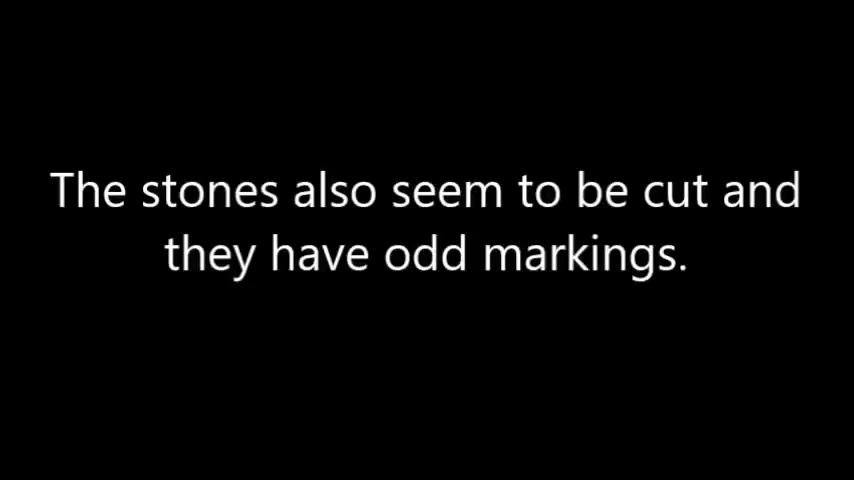 The stones also seem to be cut and
they have odd markings.